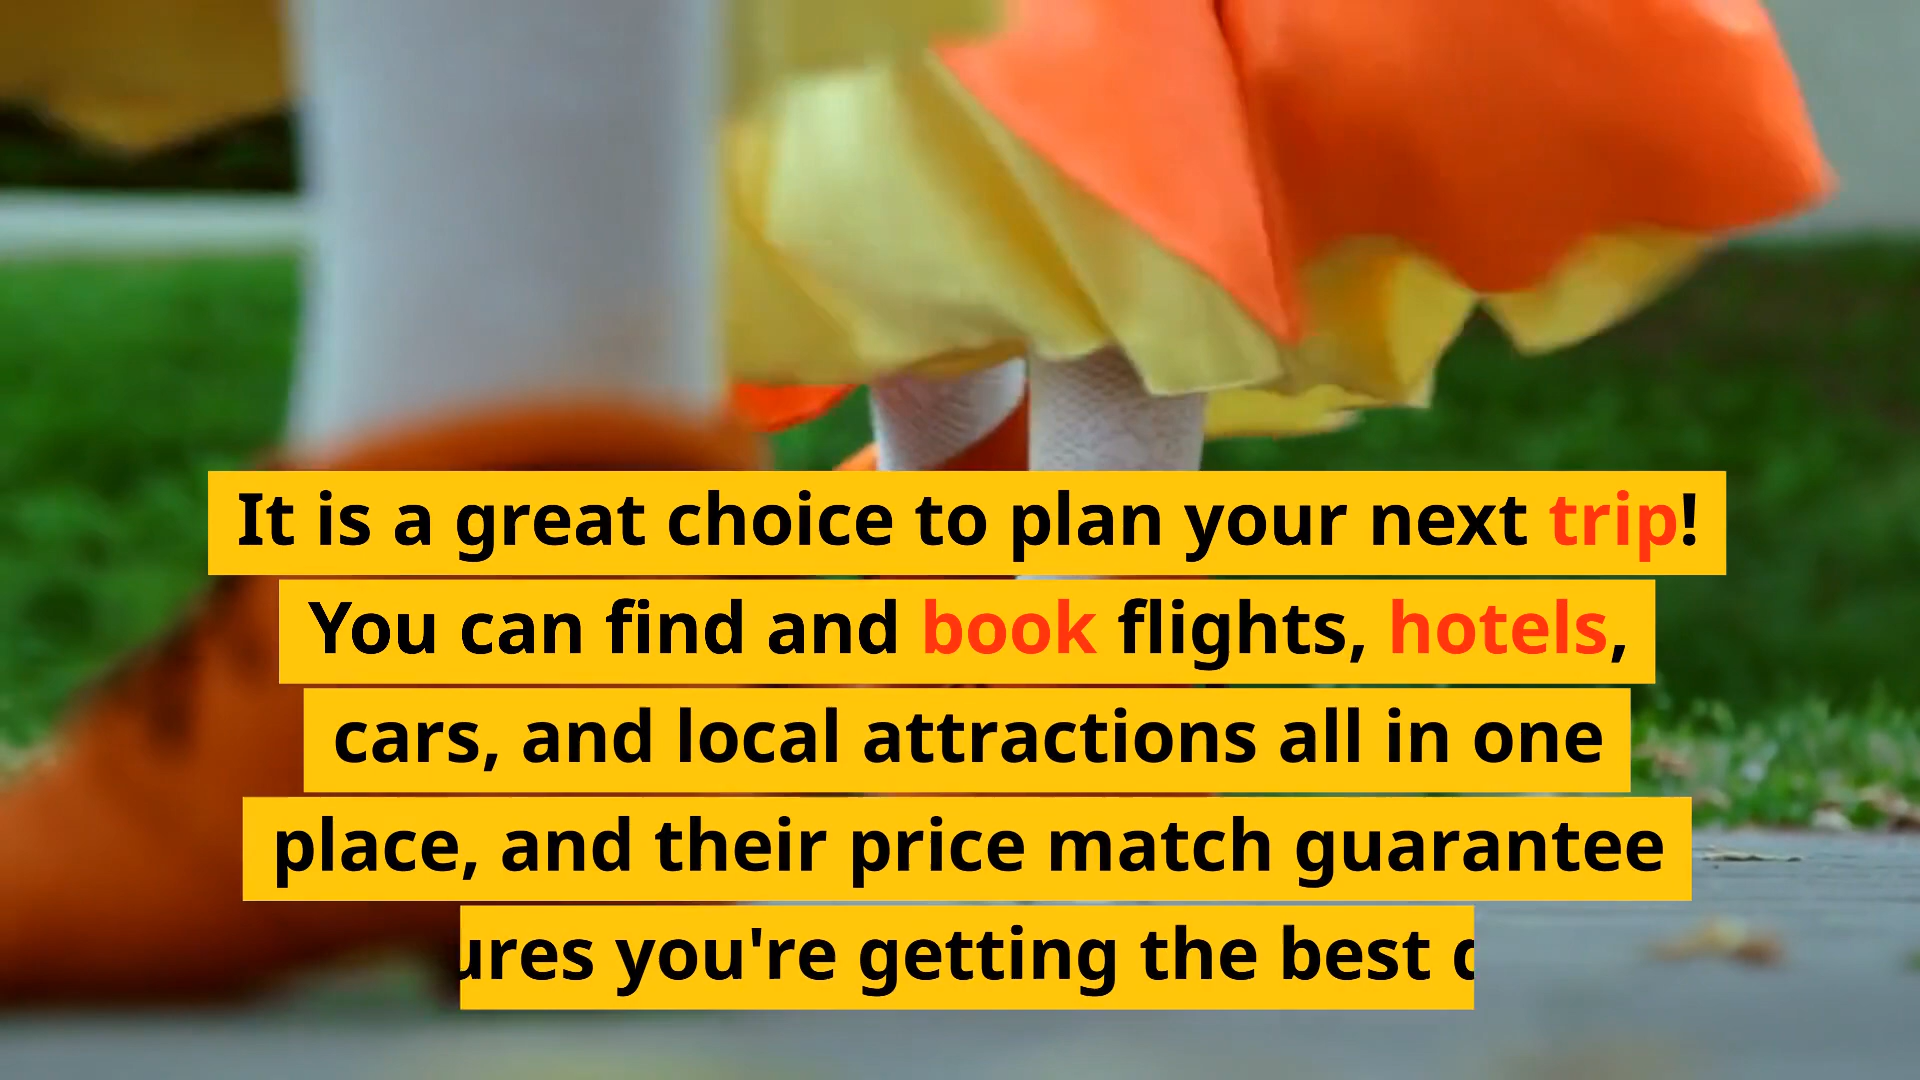 It is a great choice to plan your next trip!
You can find and book flights, hotels,
cars, and local attractions all in one
place, and their price match guarantee
you're getting the best